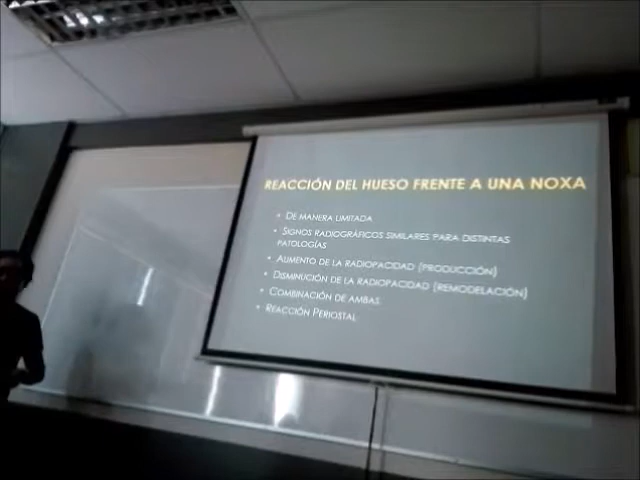 REACCIÓN DEL HUESO FRENTE A UNA NOXA
• DE MANERA LIMITADA
• SIGNOS RADIOGRÁFICOS SIMILARES PARA DISTINTAS
PATOLOGÍAS
• AUMENTO DE LA RADIOPACIDAD (PRODUCCIÓN)
• DISMINUCIÓN DE LA RADIOPACIDAD (REMODELACIÓN)
• COMBINACIÓN DE AMBAS
• REACCIÓN PERIOSTAL